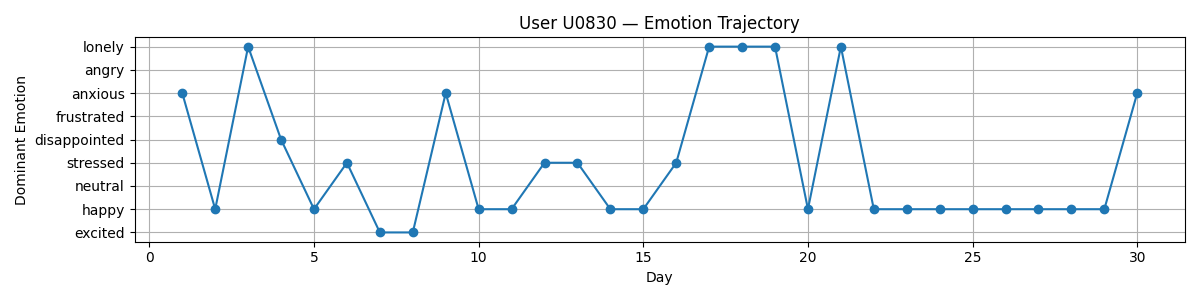 User U0830 — Emotion Trajectory
Dominant Emotion
lonely
angry
anxious
frustrated
disappointed
stressed
neutral
happy
excited
0 5 10 15 20 25 30
Day